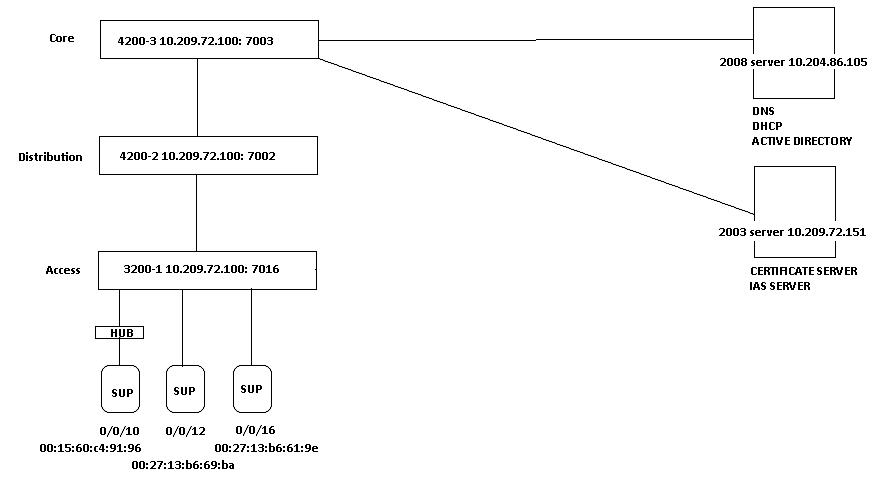 Core
4200-3 10.209.72.100: 7003
2008 server 10.204.86.105
DNS
DHCP
ACTIVE DIRECTORY
Distribution
4200-2 10.209.72.100: 7002
2003 server 10.209.72.151
CERTIFICATE SERVER
IAS SERVER
Access
3200-1 10.209.72.100: 7016
HUB
SUP
SUP
SUP
0/0/10
0/0/12
0/0/16
00:15:60:c4:91:96
00:27:13:b6:61:9e
00:27:13:b6:69:ba